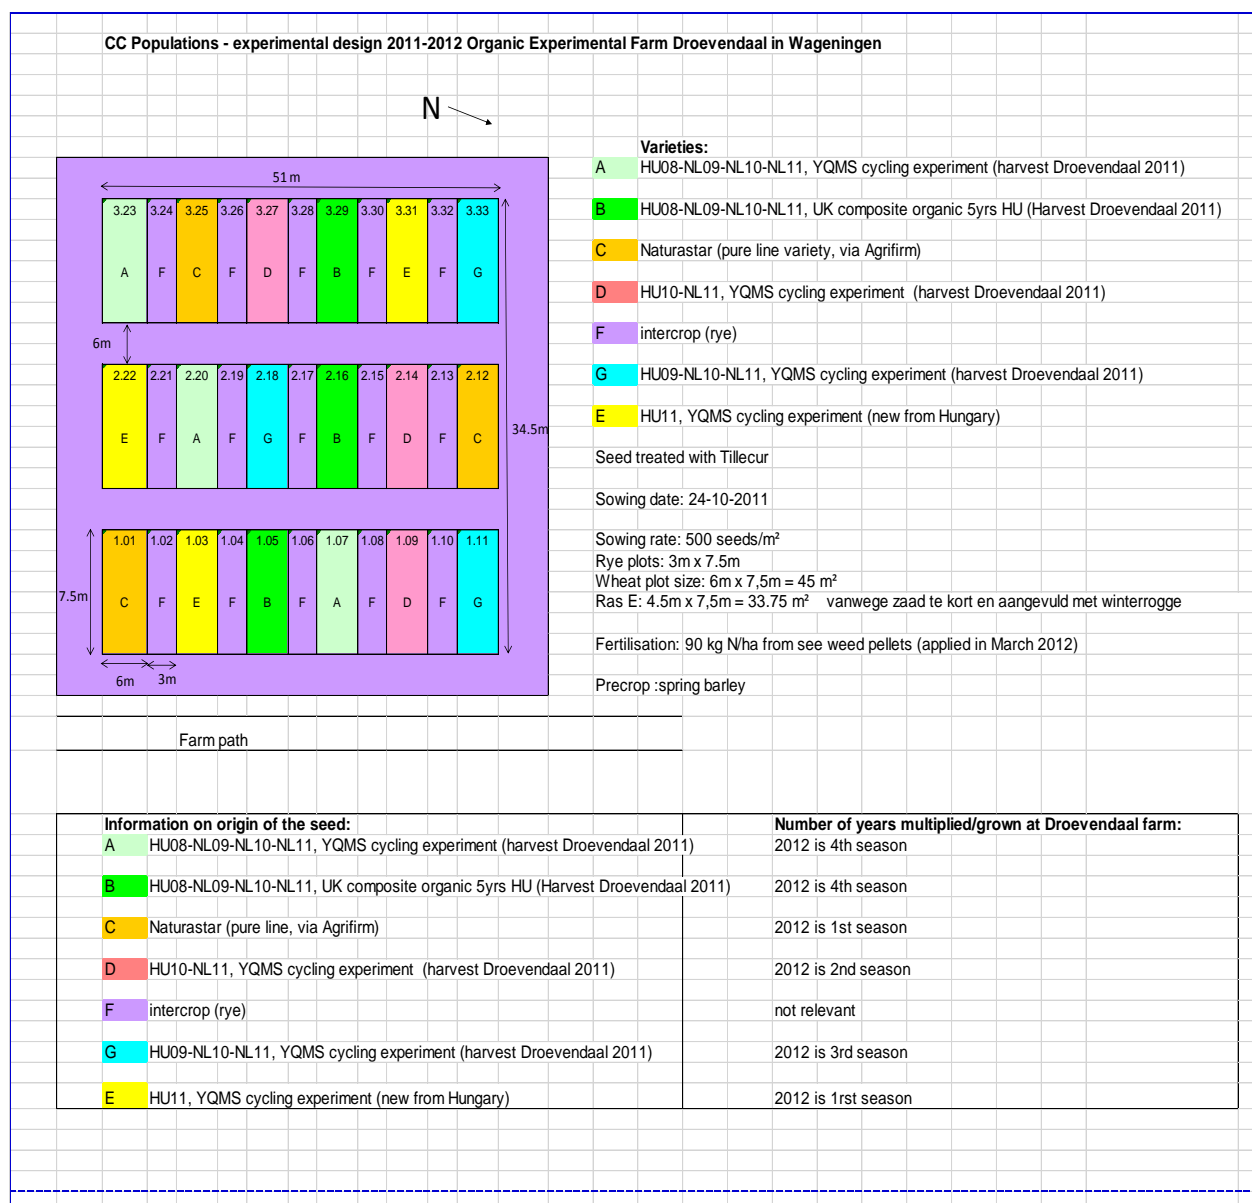 CC Populations - experimental design 2011-2012 Organic Experimental Farm Droevendaal in Wageningen
N
51 m
3.23 3.24 3.25 3.26 3.27 3.28 3.29 3.30 3.31 3.32 3.33
A F C F D F B F E F G
6m
2.22 2.21 2.20 2.19 2.18 2.17 2.16 2.15 2.14 2.13 2.12
34.5m
E F A F G F B F D F C
1.01 1.02 1.03 1.04 1.05 1.06 1.07 1.08 1.09 1.10 1.11
7.5m
C F E F B F A F D F G
6m 3m
Farm path
Varieties:
A HU08-NL09-NL10-NL11, YQMS cycling experiment (harvest Droevendaal 2011)
B HU08-NL09-NL10-NL11, UK composite organic 5yrs HU (Harvest Droevendaal 2011)
C Naturastar (pure line variety, via Agrifirm)
D HU10-NL11, YQMS cycling experiment (harvest Droevendaal 2011)
F intercrop (rye)
G HU09-NL10-NL11, YQMS cycling experiment (harvest Droevendaal 2011)
E HU11, YQMS cycling experiment (new from Hungary)
Seed treated with Tillecur
Sowing date: 24-10-2011
Sowing rate: 500 seeds/m²
Rye plots: 3m x 7.5m
Wheat plot size: 6m x 7,5m = 45 m²
Ras E: 4.5m x 7,5m = 33.75 m² vanwege zaad te kort en aangevuld met winterrogge
Fertilisation: 90 kg N/ha from see weed pellets (applied in March 2012)
Precrop :spring barley
Information on origin of the seed: Number of years multiplied/grown at Droevendaal farm:
A HU08-NL09-NL10-NL11, YQMS cycling experiment (harvest Droevendaal 2011) 2012 is 4th season
B HU08-NL09-NL10-NL11, UK composite organic 5yrs HU (Harvest Droevendaal 2011) 2012 is 4th season
C Naturastar (pure line, via Agrifirm) 2012 is 1st season
D HU10-NL11, YQMS cycling experiment (harvest Droevendaal 2011) 2012 is 2nd season
F intercrop (rye) not relevant
G HU09-NL10-NL11, YQMS cycling experiment (harvest Droevendaal 2011) 2012 is 3rd season
E HU11, YQMS cycling experiment (new from Hungary) 2012 is 1rst season